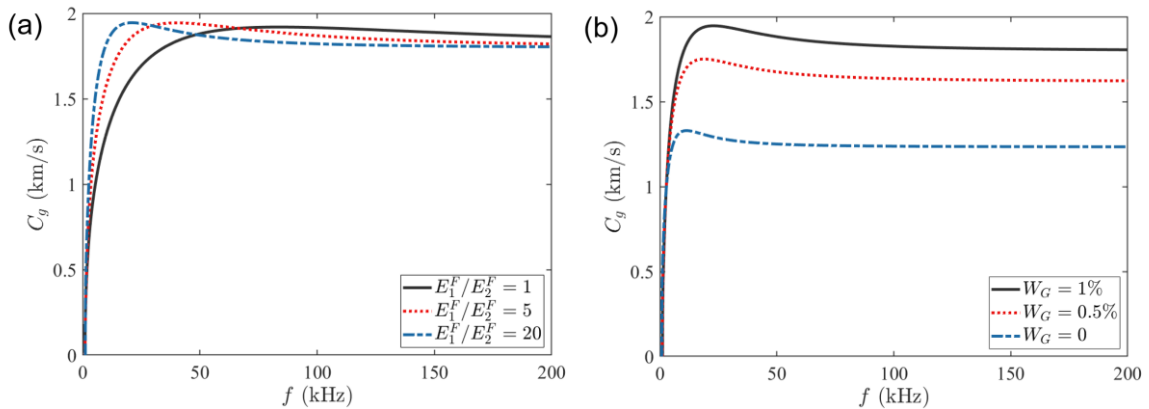 (a)
2
1.5
1
0.5
0
C_g (km/s)
0
50
100
150
200
f (kHz)
E_1^F/E_2^F = 1
E_1^F/E_2^F = 5
E_1^F/E_2^F = 20
(b)
2
1.5
1
0.5
0
C_g (km/s)
0
50
100
150
200
f (kHz)
W_G = 1%
W_G = 0.5%
W_G = 0